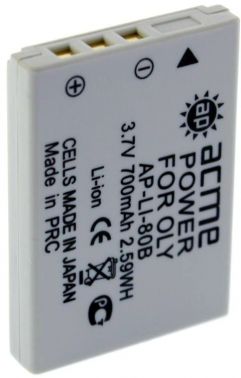 ap
acme
POWER
FOR OLY
AP-Li-80B
3.7V 700mAh 2.59WH
Li-ion
CELLS MADE IN JAPAN
Made in PRC